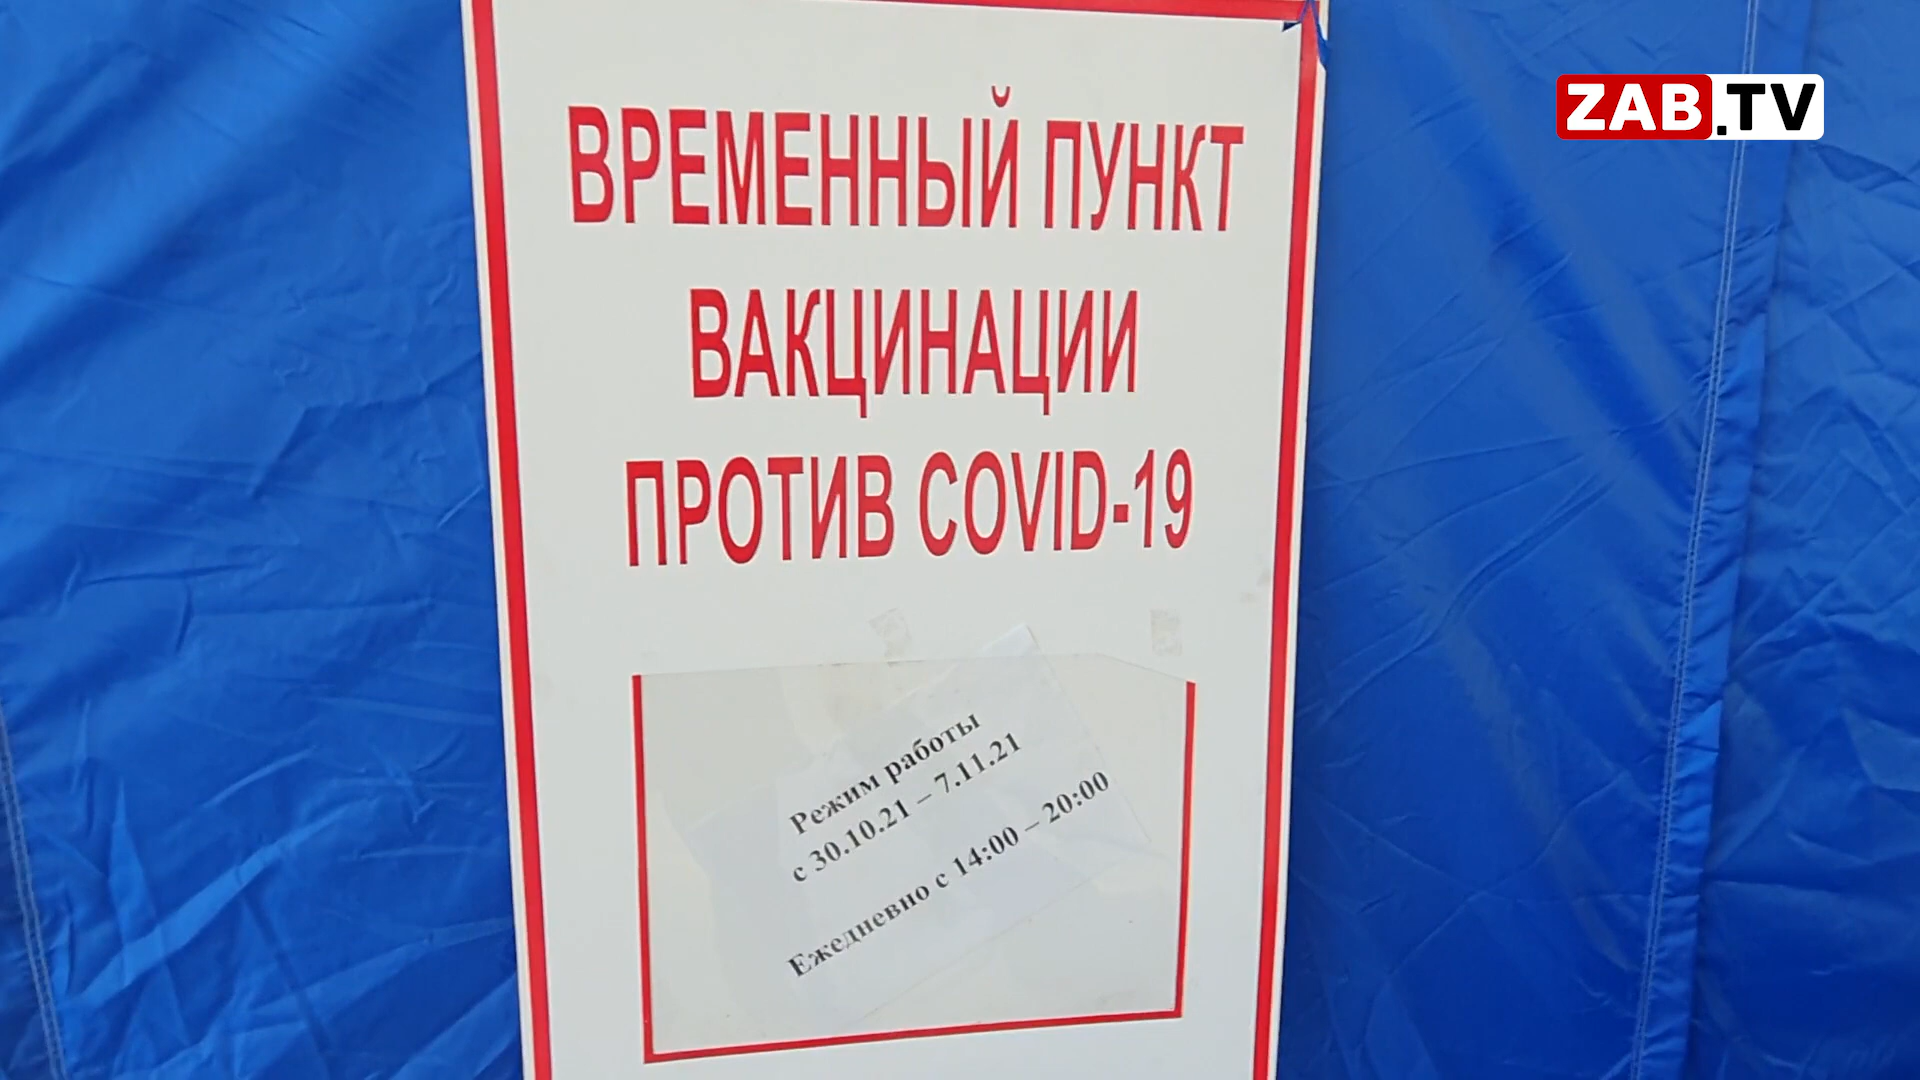 ZAB.TV
ВРЕМЕННЫЙ ПУНКТ
ВАКЦИНАЦИИ
ПРОТИВ COVID-19
Режим работы
с 30.10.21 – 7.11.21
Ежедневно с 14:00 – 20:00